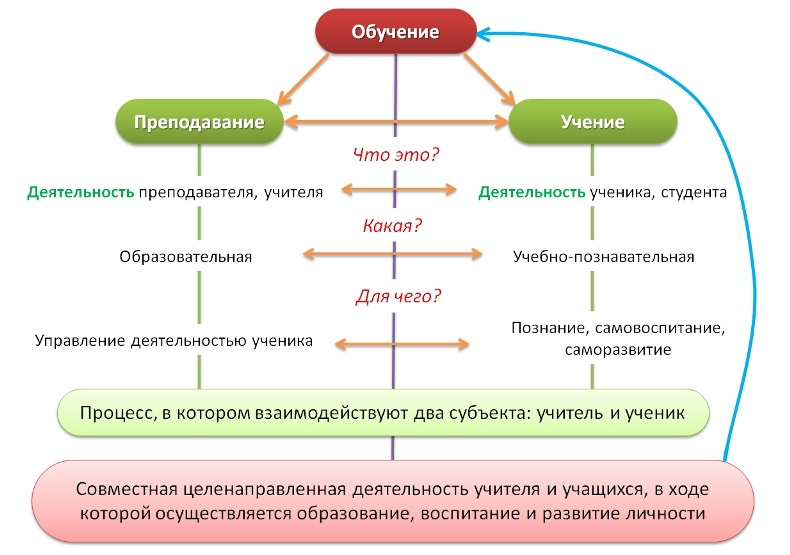 Обучение
Преподавание
Учение
Что это?
Деятельность преподавателя, учителя
Деятельность ученика, студента
Какая?
Образовательная
Учебно-познавательная
Для чего?
Управление деятельностью ученика
Познание, самовоспитание,
саморазвитие
Процесс, в котором взаимодействуют два субъекта: учитель и ученик
Совместная целенаправленная деятельность учителя и учащихся, в ходе
которой осуществляется образование, воспитание и развитие личности